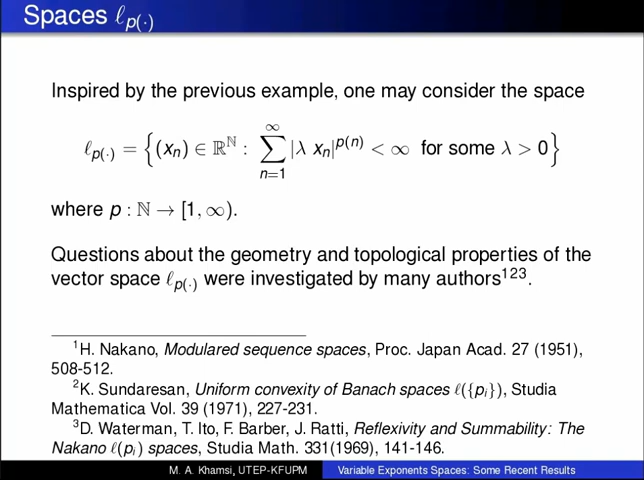 Spaces ℓp(·)
Inspired by the previous example, one may consider the space
ℓp(·) = {(xn) ∈ ℝ^ℕ : ∑_{n=1}^{∞} |λ xn|^{p(n)} < ∞ for some λ > 0}
where p : ℕ → [1, ∞).
Questions about the geometry and topological properties of the
vector space ℓp(·) were investigated by many authors¹²³.
¹H. Nakano, Modulared sequence spaces, Proc. Japan Acad. 27 (1951),
508-512.
²K. Sundaresan, Uniform convexity of Banach spaces ℓ({pi}), Studia
Mathematica Vol. 39 (1971), 227-231.
³D. Waterman, T. Ito, F. Barber, J. Ratti, Reflexivity and Summability: The
Nakano ℓ(pi) spaces, Studia Math. 331(1969), 141-146.
M. A. Khamsi, UTEP-KFUPM Variable Exponents Spaces: Some Recent Results